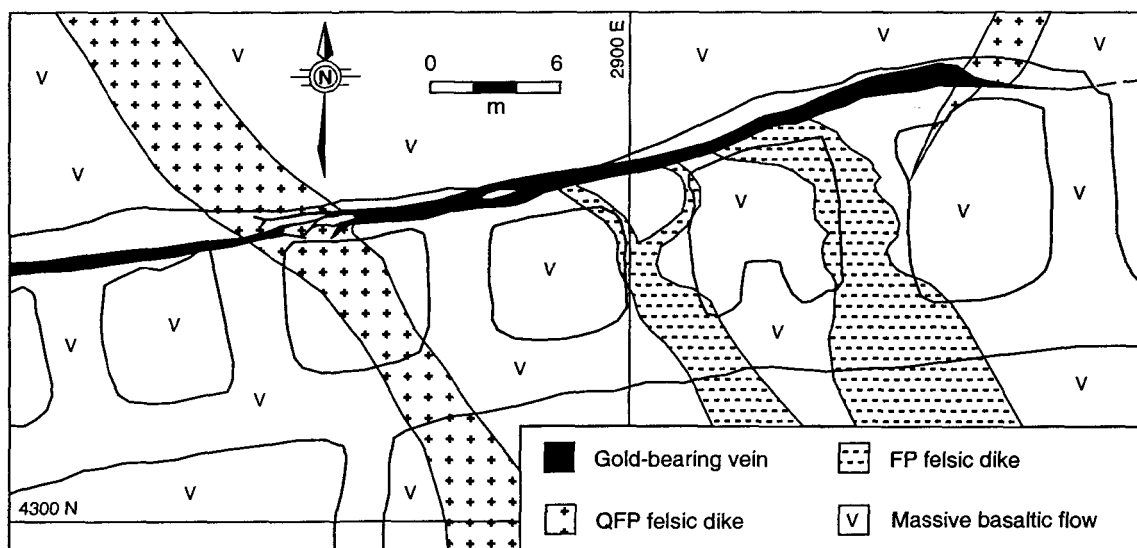 V V V V V
V V V V
V V V V V
V V V
V V
N
0 6
m
2900 E
4300 N
Gold-bearing vein
FP felsic dike
QFP felsic dike
V Massive basaltic flow